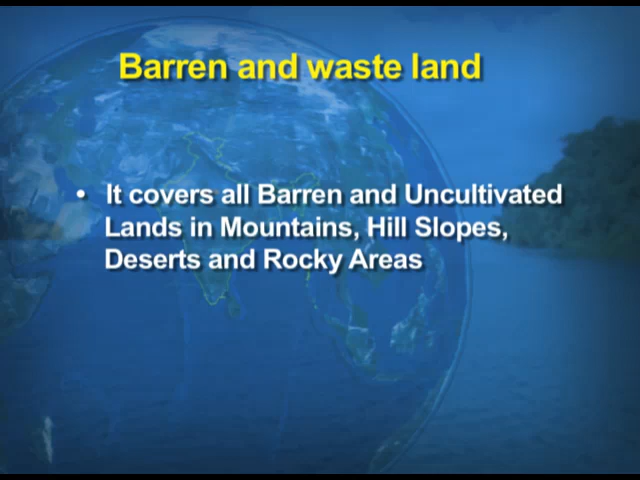 Barren and waste land
• It covers all Barren and Uncultivated
Lands in Mountains, Hill Slopes,
Deserts and Rocky Areas